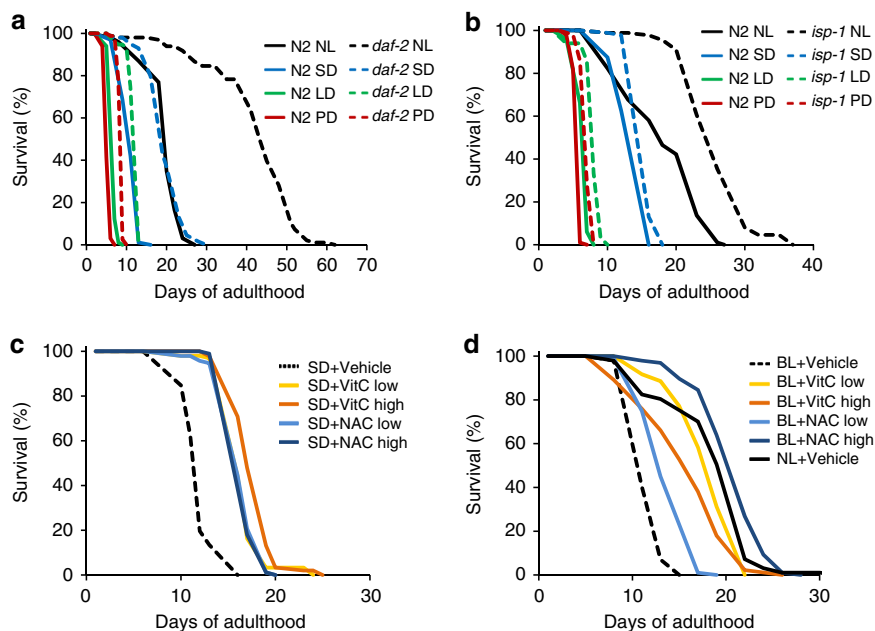 a
Survival (%)
100
80
60
40
20
0
0 10 20 30 40 50 60 70
Days of adulthood
N2 NL
N2 SD
N2 LD
N2 PD
daf-2 NL
daf-2 SD
daf-2 LD
daf-2 PD
b
Survival (%)
100
80
60
40
20
0
0 10 20 30 40
Days of adulthood
N2 NL
N2 SD
N2 LD
N2 PD
isp-1 NL
isp-1 SD
isp-1 LD
isp-1 PD
c
Survival (%)
100
80
60
40
20
0
0 10 20 30
Days of adulthood
SD+Vehicle
SD+VitC low
SD+VitC high
SD+NAC low
SD+NAC high
d
Survival (%)
100
80
60
40
20
0
0 10 20 30
Days of adulthood
BL+Vehicle
BL+VitC low
BL+VitC high
BL+NAC low
BL+NAC high
NL+Vehicle